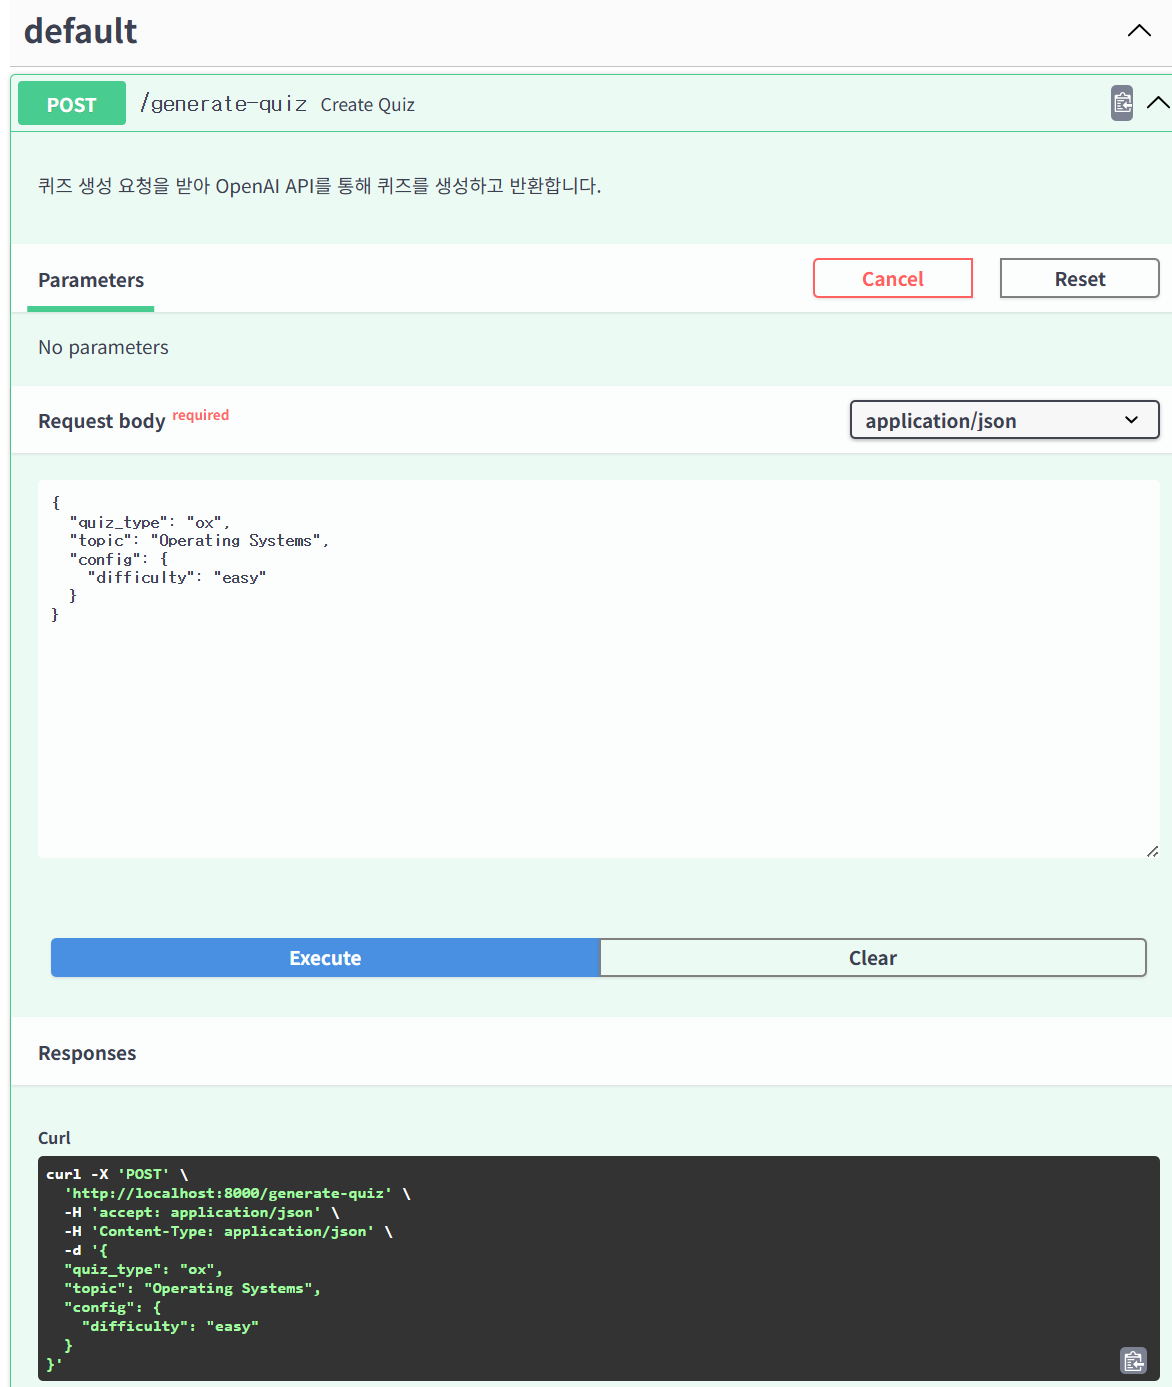 default
POST /generate-quiz Create Quiz
퀴즈 생성 요청을 받아 OpenAI API를 통해 퀴즈를 생성하고 반환합니다.
Parameters Cancel Reset
No parameters
Request body required application/json
{
  "quiz_type": "ox",
  "topic": "Operating Systems",
  "config": {
    "difficulty": "easy"
  }
}
Execute Clear
Responses
Curl
curl -X 'POST' \
  'http://localhost:8000/generate-quiz' \
  -H 'accept: application/json' \
  -H 'Content-Type: application/json' \
  -d '{
  "quiz_type": "ox",
  "topic": "Operating Systems",
  "config": {
    "difficulty": "easy"
  }
}'